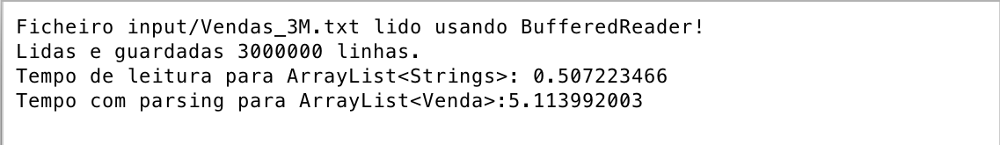 Ficheiro input/Vendas_3M.txt lido usando BufferedReader!
Lidas e guardadas 3000000 linhas.
Tempo de leitura para ArrayList<Strings>: 0.507223466
Tempo com parsing para ArrayList<Venda>:5.113992003